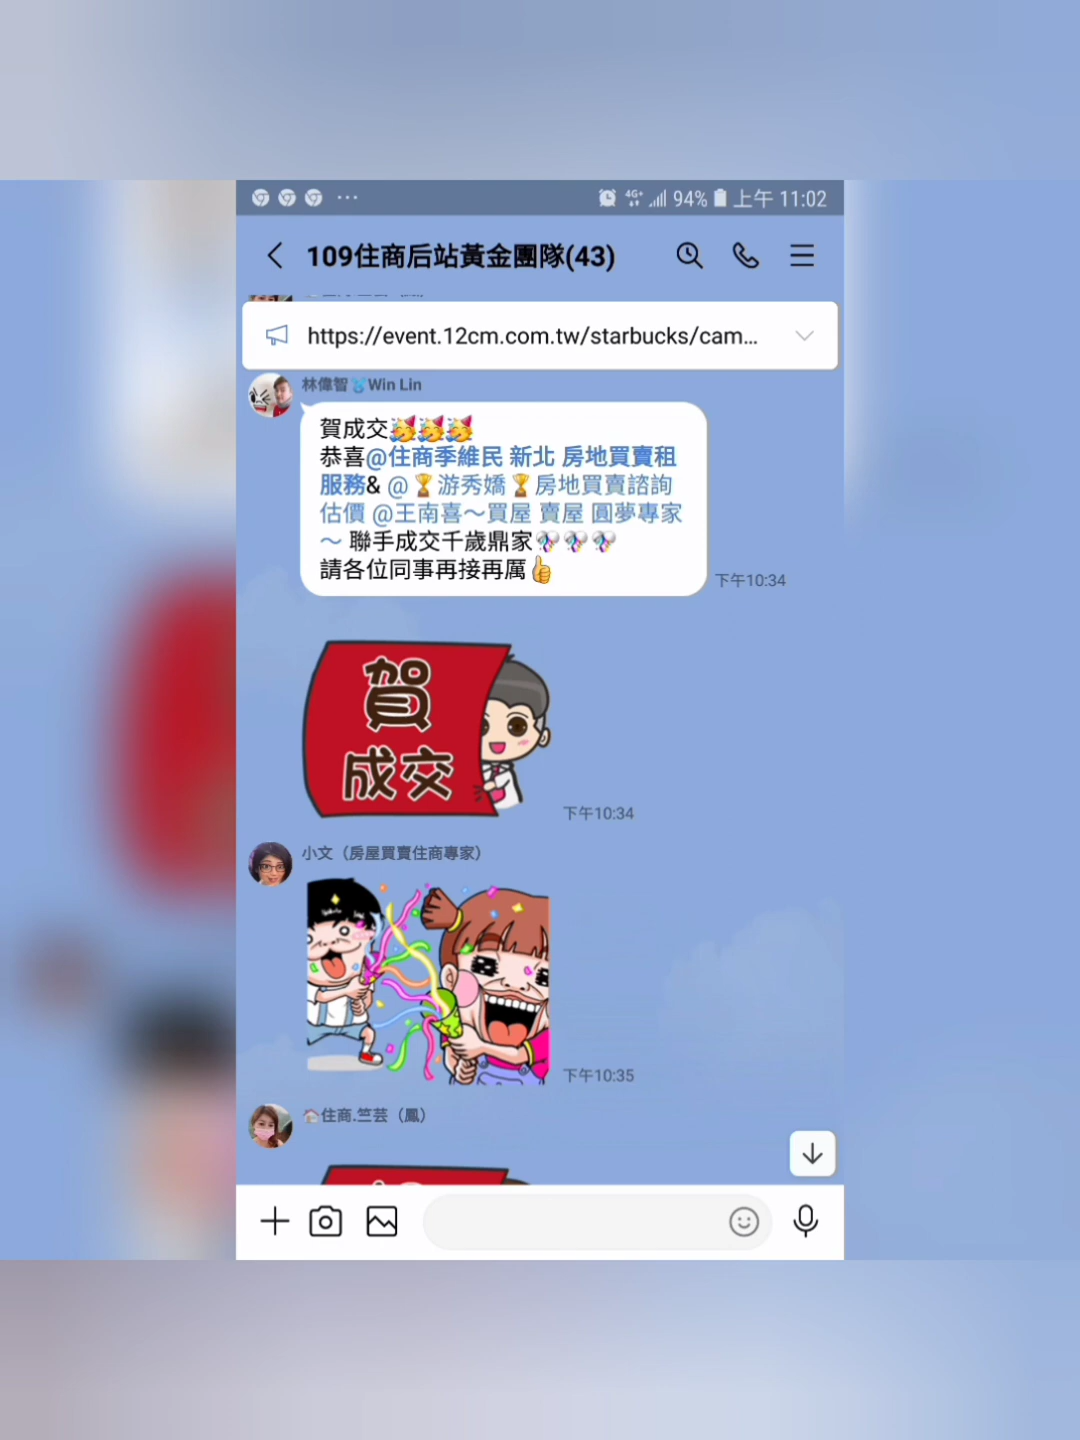 4G+ 94% 上午 11:02
109住商后站黃金團隊(43)
https://event.12cm.com.tw/starbucks/cam...
林偉智 Win Lin
賀成交🥳🥳🥳
恭喜@住商季維民 新北 房地買賣租
服務& @🏆游秀嬌🏆房地買賣諮詢
估價 @王南喜～買屋 賣屋 圓夢專家
～ 聯手成交千歲鼎家🎊🎊🎊
請各位同事再接再厲👍
下午10:34
賀
成交
下午10:34
小文（房屋買賣住商專家）
下午10:35
🏠住商.竺芸（鳳）